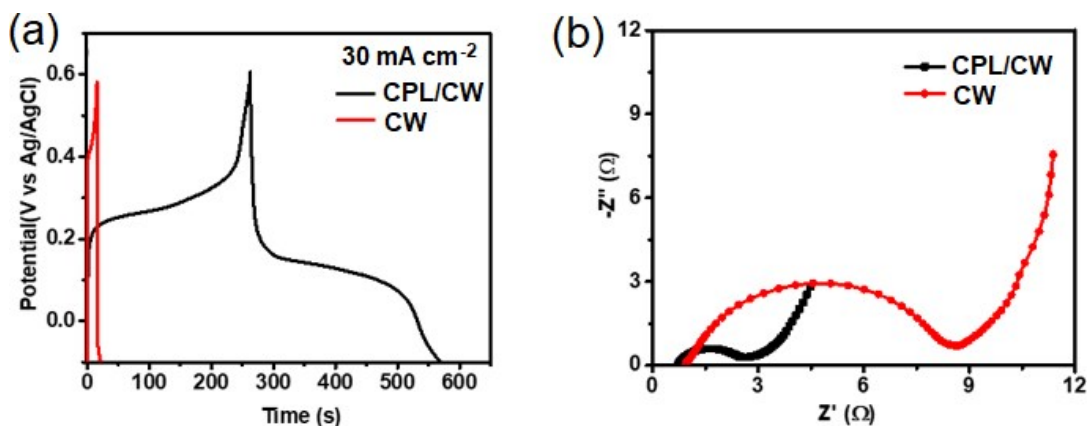 (a)
30 mA cm-2
CPL/CW
CW
Potential(V vs Ag/AgCl)
0.6
0.4
0.2
0.0
0 100 200 300 400 500 600
Time (s)
(b)
CPL/CW
CW
-Z'' (Ω)
12
9
6
3
0
0 3 6 9 12
Z' (Ω)